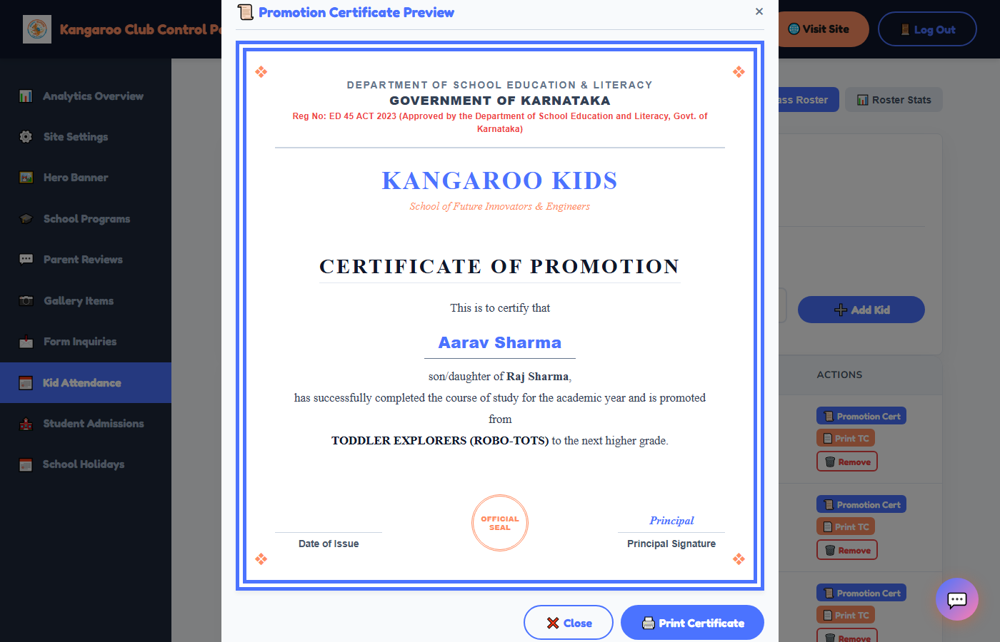 Promotion Certificate Preview
×
Kangaroo Club Control Pa
Visit Site
Log Out
Analytics Overview
Site Settings
Hero Banner
School Programs
Parent Reviews
Gallery Items
Form Inquiries
Kid Attendance
Student Admissions
School Holidays
ass Roster
Roster Stats
Add Kid
ACTIONS
Promotion Cert
Print TC
Remove
Promotion Cert
Print TC
Remove
Promotion Cert
Print TC
Remove
DEPARTMENT OF SCHOOL EDUCATION & LITERACY
GOVERNMENT OF KARNATAKA
Reg No: ED 45 ACT 2023 (Approved by the Department of School Education and Literacy, Govt. of
Karnataka)
KANGAROO KIDS
School of Future Innovators & Engineers
CERTIFICATE OF PROMOTION
This is to certify that
Aarav Sharma
son/daughter of Raj Sharma,
has successfully completed the course of study for the academic year and is promoted
from
TODDLER EXPLORERS (ROBO-TOTS) to the next higher grade.
OFFICIAL
SEAL
Principal
Date of Issue
Principal Signature
Close
Print Certificate